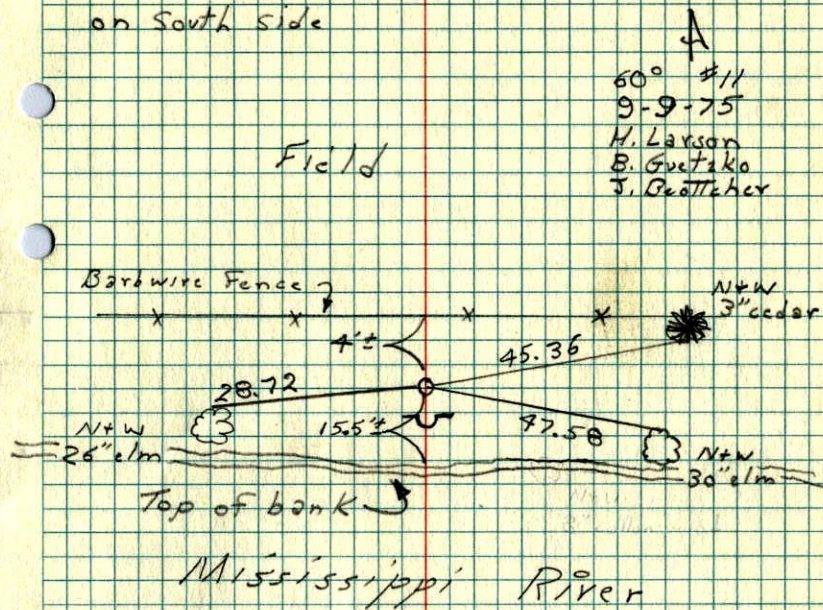 on South side
60° #11
9-9-75
H. Larson
B. Guetzko
J. Beottcher
Field
Barbwire Fence
N+W
3" cedar
4'±
45.36
28.72
15.5'±
47.58
N+W
26" elm
N+W
30" elm
Top of bank
N+W
Mississippi River